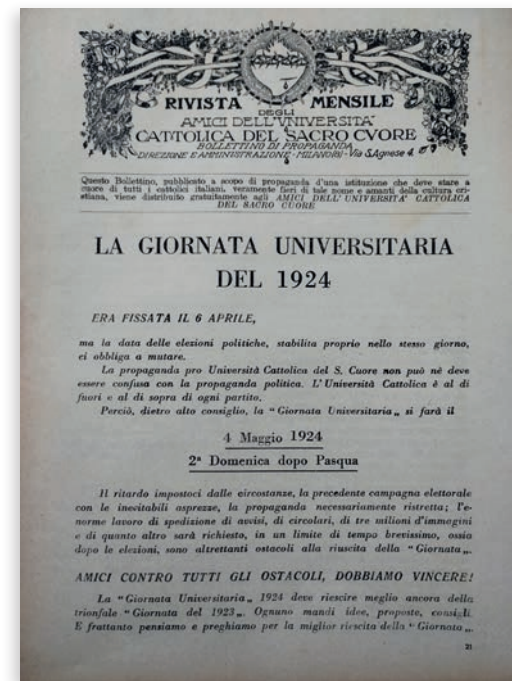 RIVISTA MENSILE
DEGLI
AMICI DELL'VNIVERSITA'
CATTOLICA DEL SACRO CVORE
BOLLETTINO DI PROPAGANDA
DIREZIONE E AMMINISTRAZIONE - MILANO (8) - Via S. Agnese 4.
Questo Bollettino, pubblicato a scopo di propaganda d'una istituzione che deve stare a
cuore di tutti i cattolici italiani, veramente fieri di tale nome e amanti della cultura cri-
stiana, viene distribuito gratuitamente agli AMICI DELL'UNIVERSITA' CATTOLICA
DEL SACRO CUORE
LA GIORNATA UNIVERSITARIA
DEL 1924
ERA FISSATA IL 6 APRILE,
ma la data delle elezioni politiche, stabilita proprio nello stesso giorno,
ci obbliga a mutare.
La propaganda pro Università Cattolica del S. Cuore non può nè deve
essere confusa con la propaganda politica. L'Università Cattolica è al di
fuori e al di sopra di ogni partito.
Perciò, dietro alto consiglio, la "Giornata Universitaria„ si farà il
4 Maggio 1924
2ª Domenica dopo Pasqua
Il ritardo impostoci dalle circostanze, la precedente campagna elettorale
con le inevitabili asprezze, la propaganda necessariamente ristretta; l'e-
norme lavoro di spedizione di avvisi, di circolari, di tre milioni d'immagini
e di quanto altro sarà richiesto, in un limite di tempo brevissimo, ossia
dopo le elezioni, sono altrettanti ostacoli alla riuscita della "Giornata„.
AMICI CONTRO TUTTI GLI OSTACOLI, DOBBIAMO VINCERE!
La "Giornata Universitaria„ 1924 deve riescire meglio ancora della
trionfale "Giornata del 1923„. Ognuno mandi idee, proposte, consigli.
E frattanto pensiamo e preghiamo per la miglior riescita della "Giornata„.
21